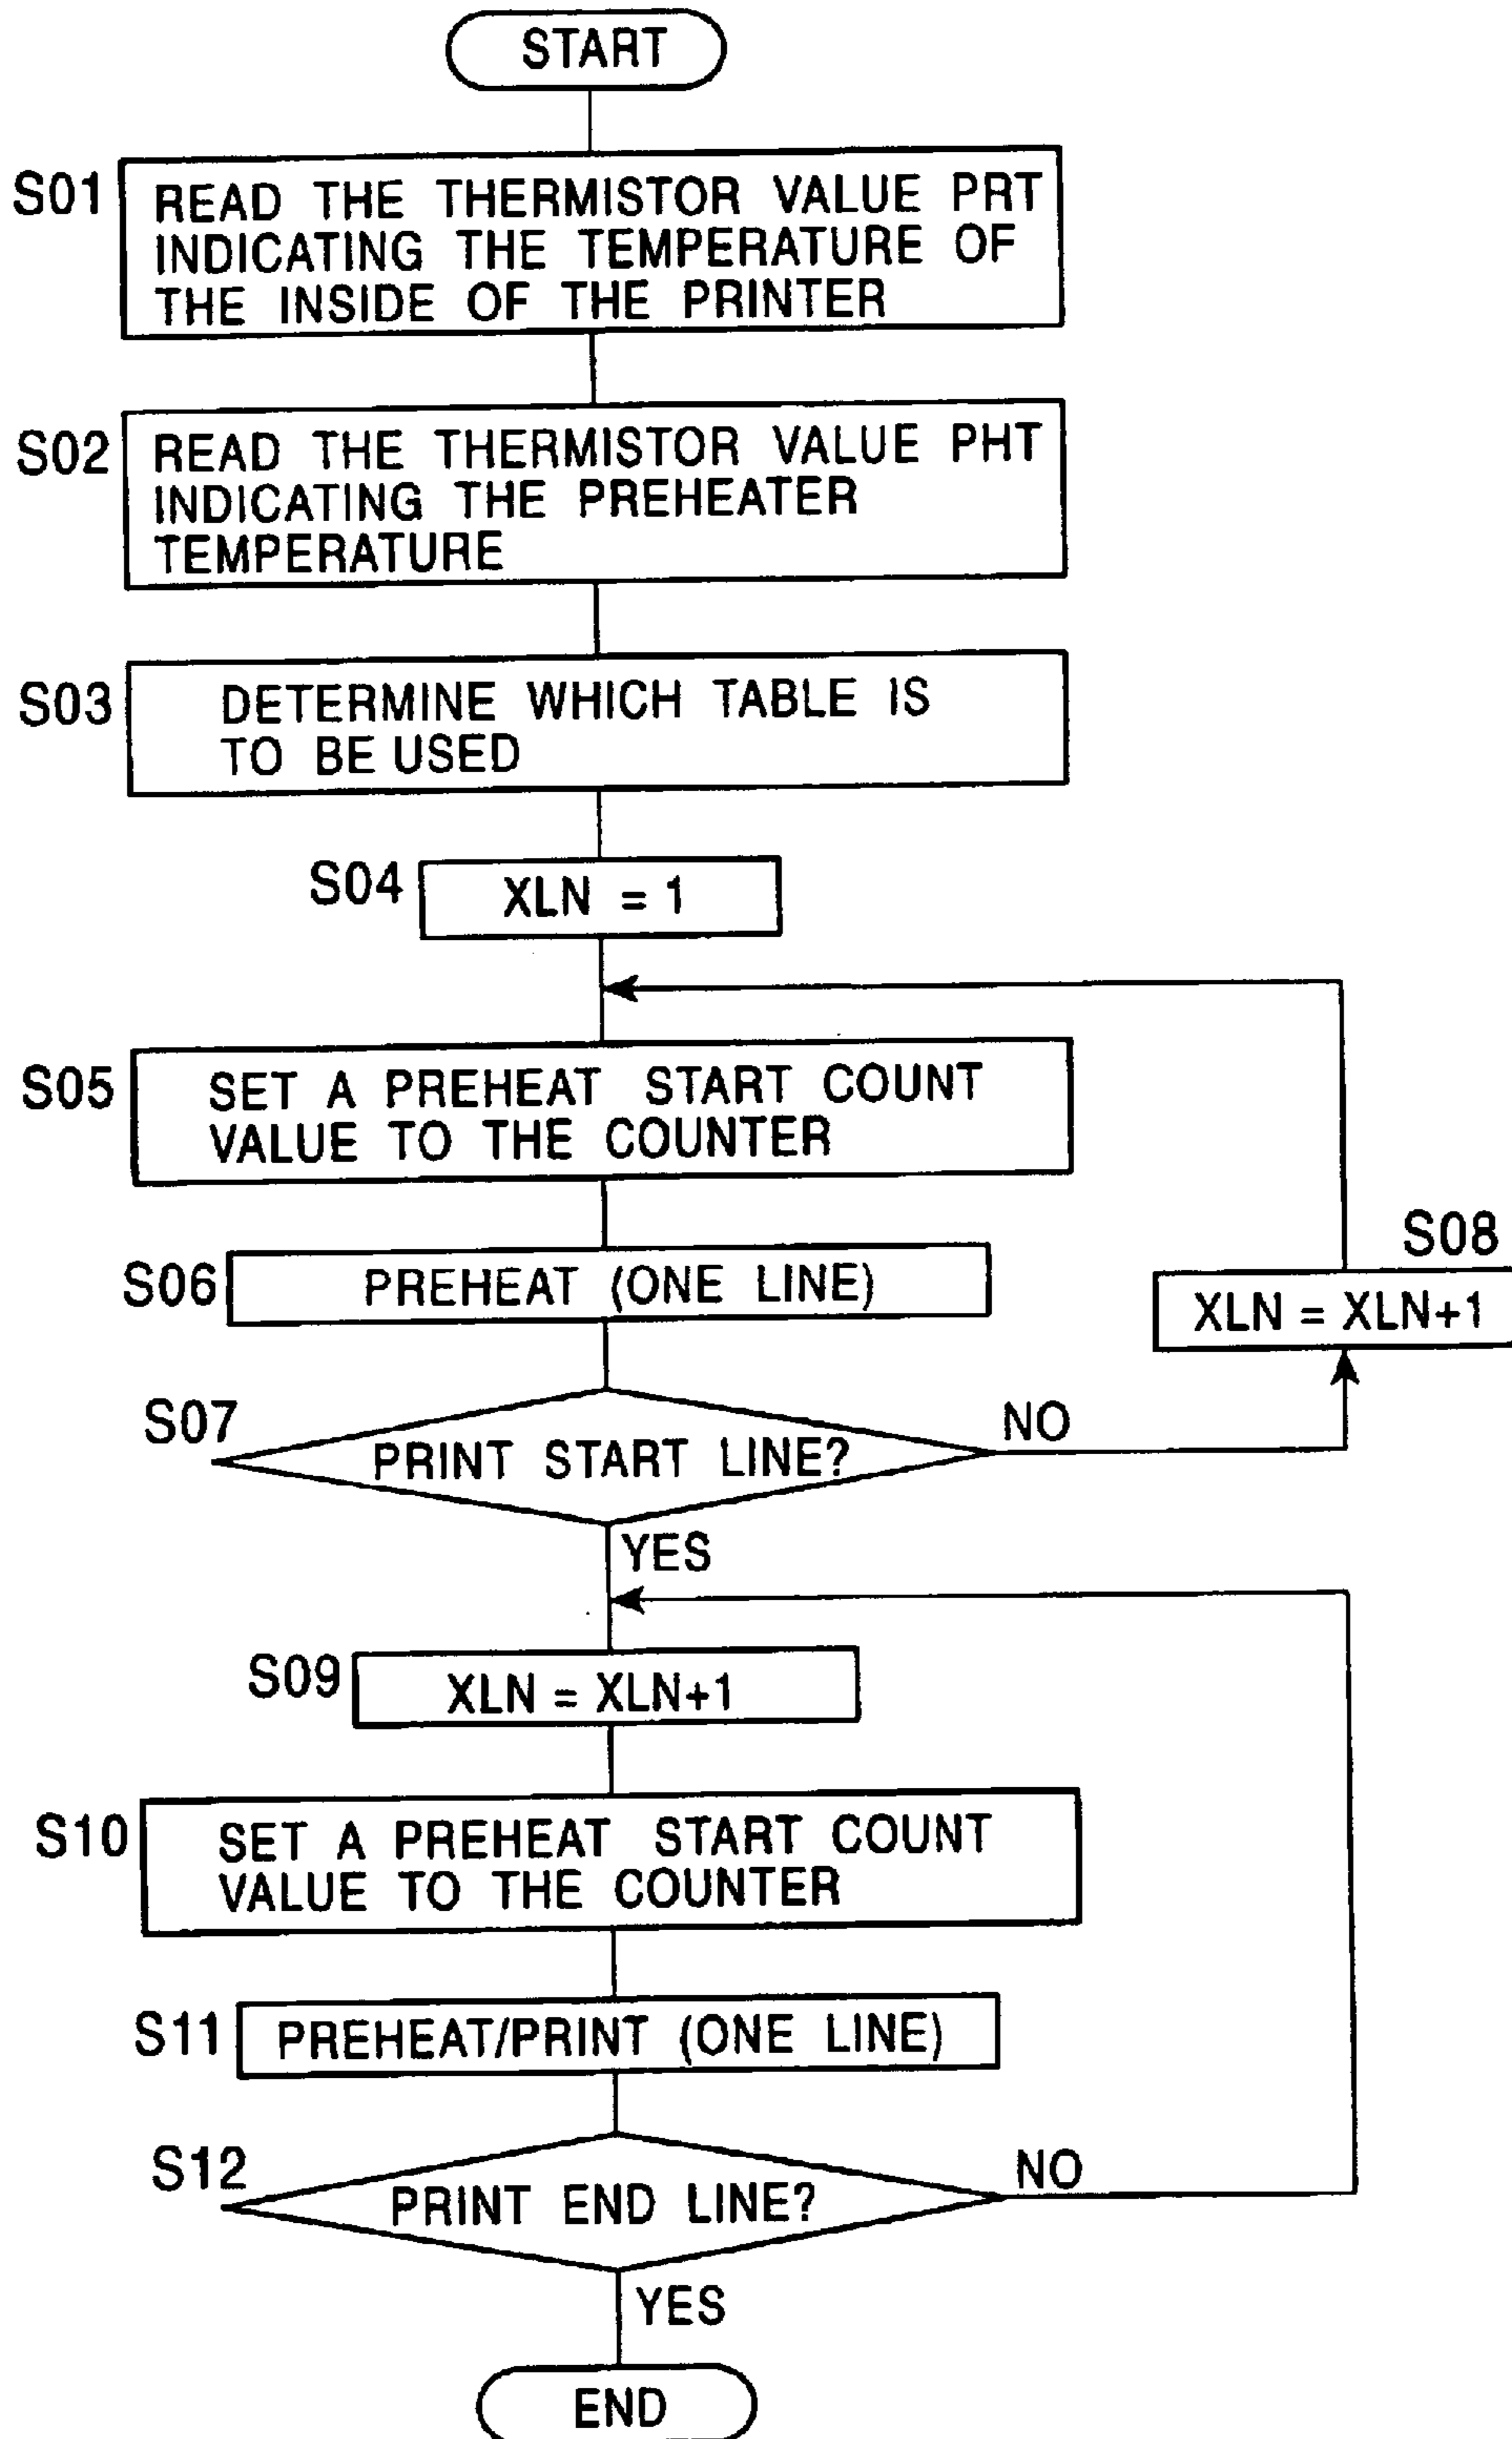 START
S01
READ THE THERMISTOR VALUE PRT
INDICATING THE TEMPERATURE OF
THE INSIDE OF THE PRINTER
S02
READ THE THERMISTOR VALUE PHT
INDICATING THE PREHEATER
TEMPERATURE
S03
DETERMINE WHICH TABLE IS
TO BE USED
S04
XLN = 1
S05
SET A PREHEAT START COUNT
VALUE TO THE COUNTER
S06
PREHEAT (ONE LINE)
S08
XLN = XLN+1
S07
PRINT START LINE?
NO
YES
S09
XLN = XLN+1
S10
SET A PREHEAT START COUNT
VALUE TO THE COUNTER
S11
PREHEAT/PRINT (ONE LINE)
S12
PRINT END LINE?
NO
YES
END